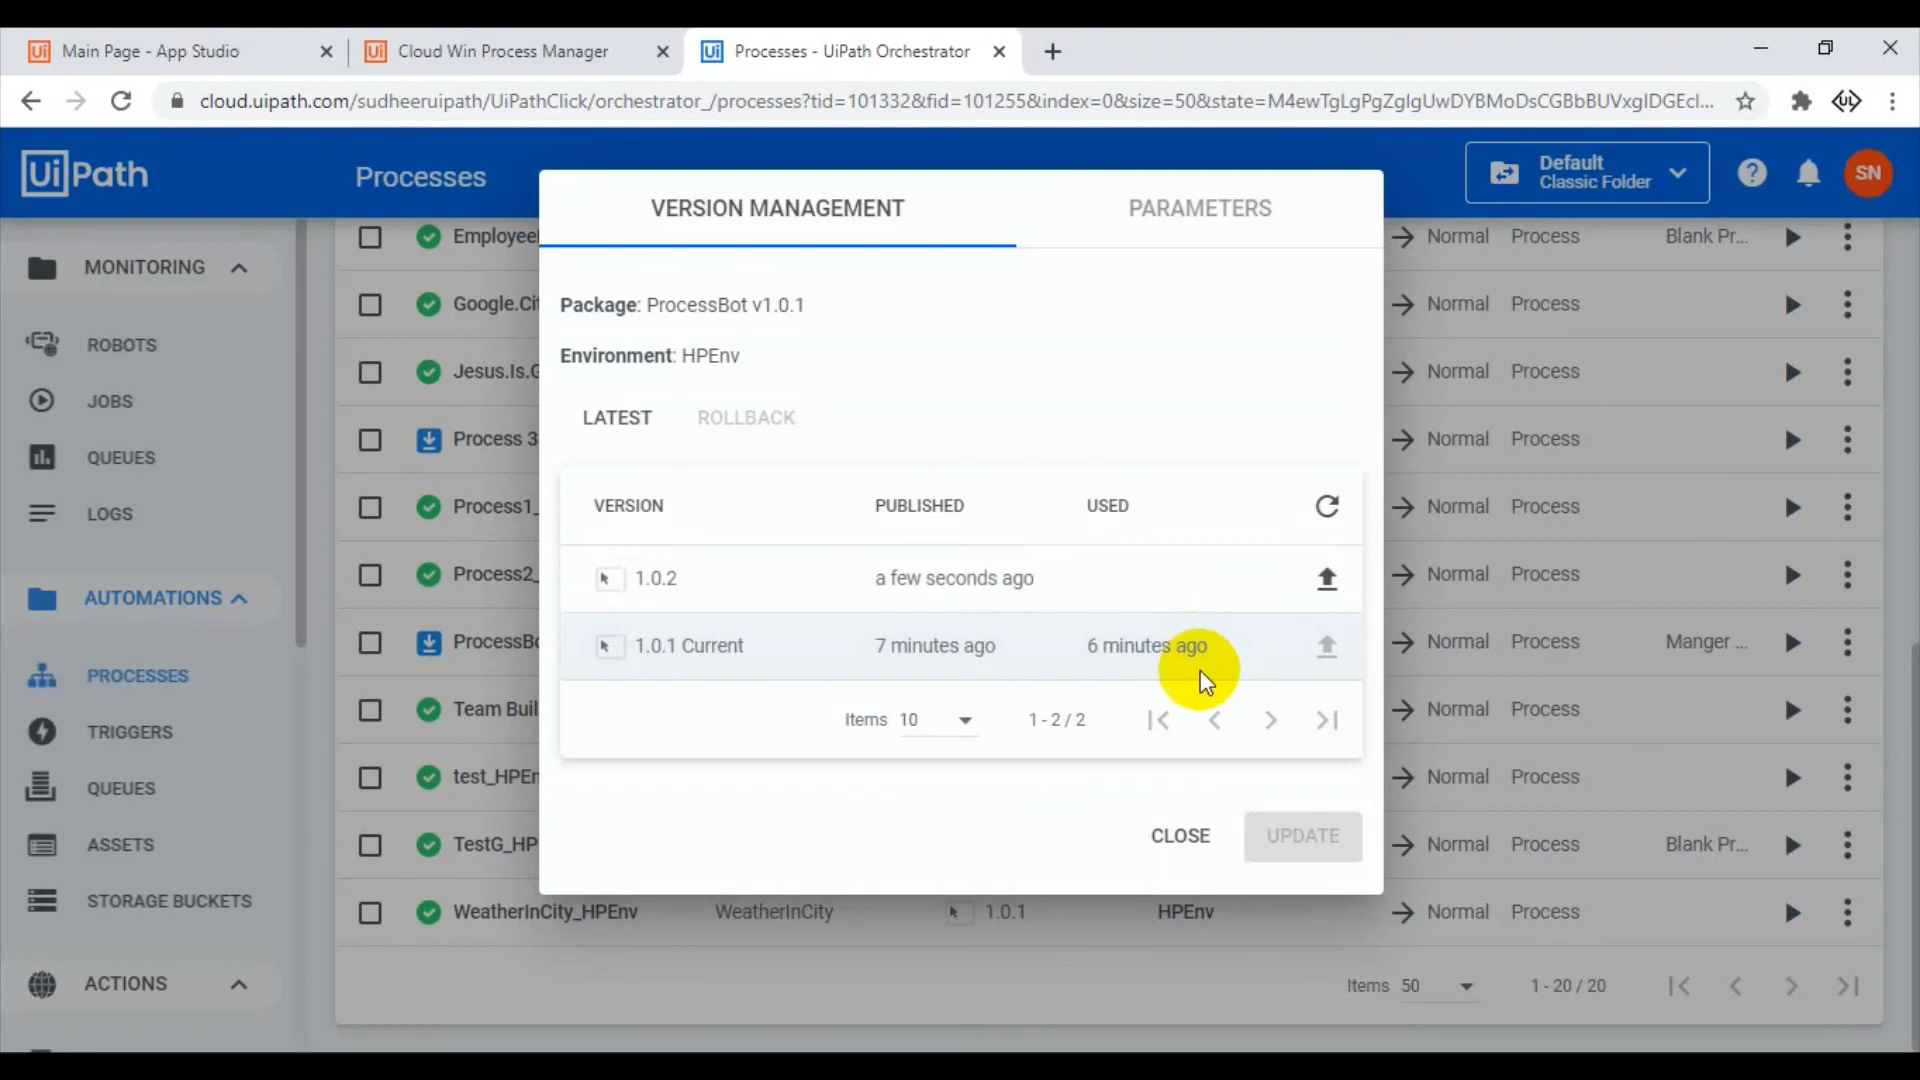 Main Page - App Studio
Cloud Win Process Manager
Processes - UiPath Orchestrator
cloud.uipath.com/sudheeruipath/UiPathClick/orchestrator_/processes?tid=101332&fid=101255&index=0&size=50&state=M4ewTgLgPgZglgUwDYBMoDsCGBbBUVxgIDGEcl...
UiPath
Processes
Default
Classic Folder
SN
VERSION MANAGEMENT
PARAMETERS
MONITORING
ROBOTS
JOBS
QUEUES
LOGS
AUTOMATIONS
PROCESSES
TRIGGERS
QUEUES
ASSETS
STORAGE BUCKETS
ACTIONS
Package: ProcessBot v1.0.1
Environment: HPEnv
LATEST ROLLBACK
VERSION PUBLISHED USED
1.0.2 a few seconds ago
1.0.1 Current 7 minutes ago 6 minutes ago
Items 10 1 - 2 / 2
CLOSE UPDATE
Employee Normal Process Blank Pr...
Google.Cit Normal Process
Jesus.Is.G Normal Process
Process 3 Normal Process
Process1_ Normal Process
Process2_ Normal Process
ProcessBo Normal Process Manger ...
Team Buil Normal Process
test_HPEn Normal Process
TestG_HP Normal Process Blank Pr...
WeatherInCity_HPEnv WeatherInCity 1.0.1 HPEnv Normal Process
Items 50 1 - 20 / 20